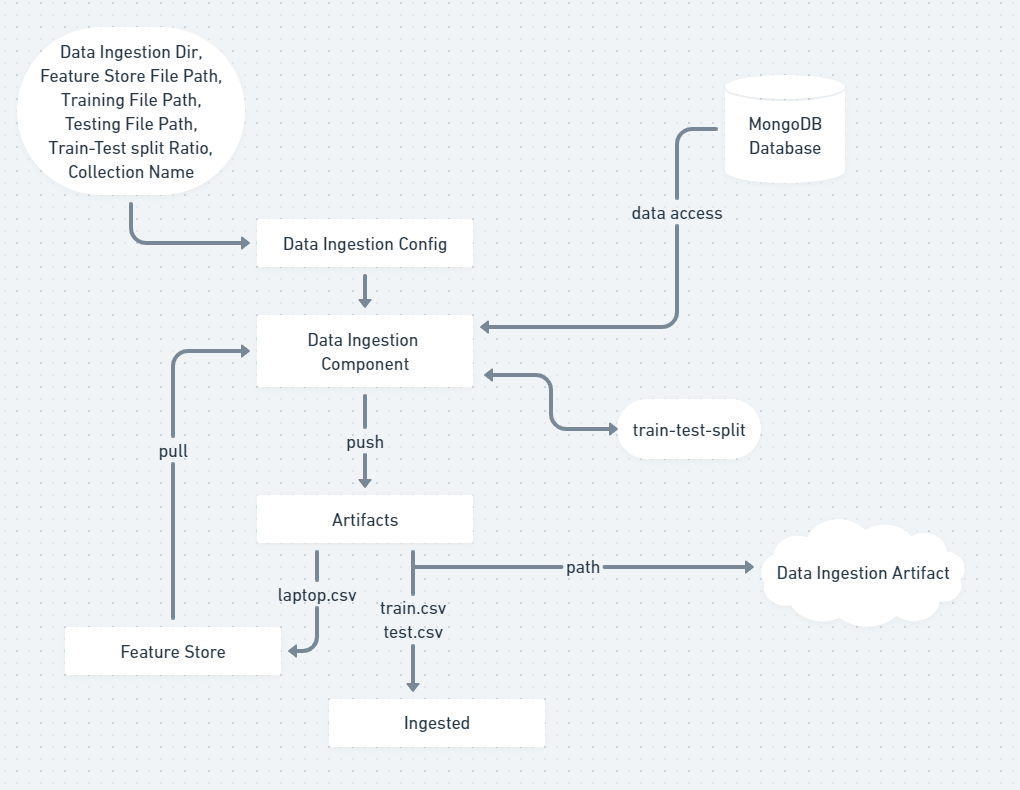 Data Ingestion Dir,
Feature Store File Path,
Training File Path,
Testing File Path,
Train-Test split Ratio,
Collection Name
MongoDB
Database
data access
Data Ingestion Config
Data Ingestion
Component
train-test-split
pull
push
Artifacts
path
Data Ingestion Artifact
laptop.csv
train.csv
test.csv
Feature Store
Ingested